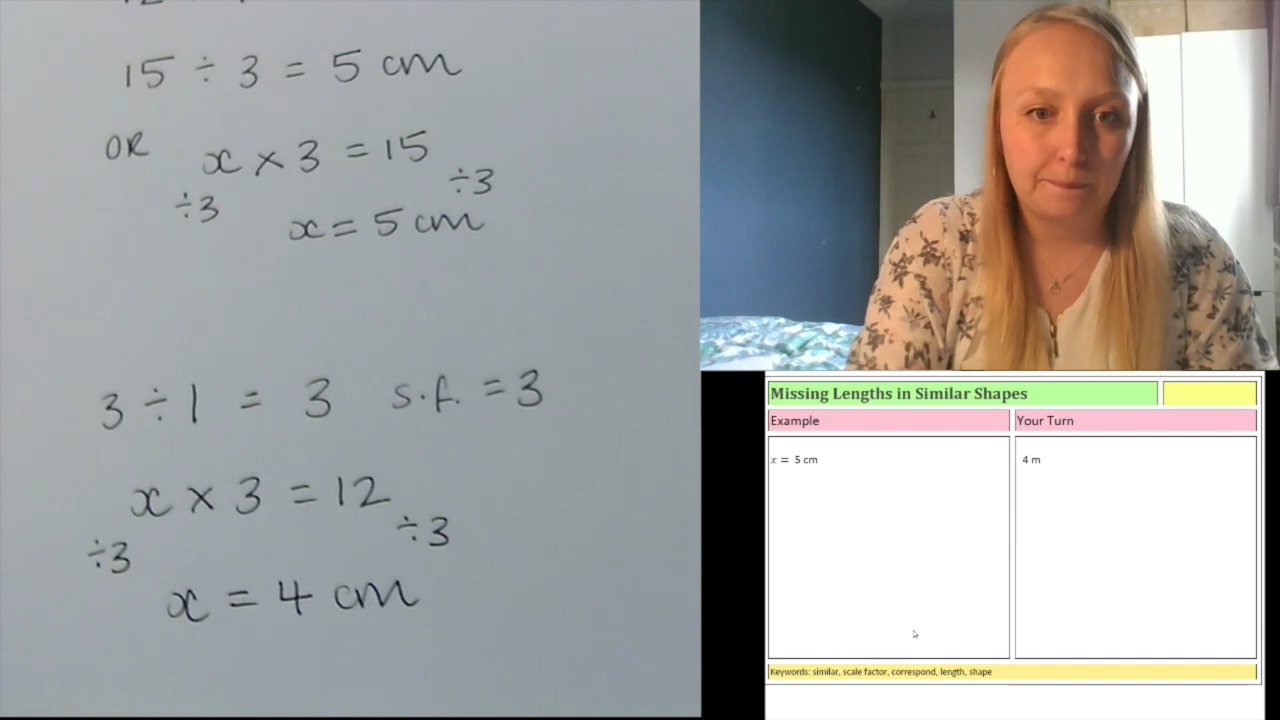 15 ÷ 3 = 5 cm
OR x × 3 = 15
÷3 ÷3
x = 5 cm
3 ÷ 1 = 3 s.f. = 3
x × 3 = 12
÷3 ÷3
x = 4 cm
Missing Lengths in Similar Shapes
Example
Your Turn
x = 5 cm
4 m
Keywords: similar, scale factor, correspond, length, shape